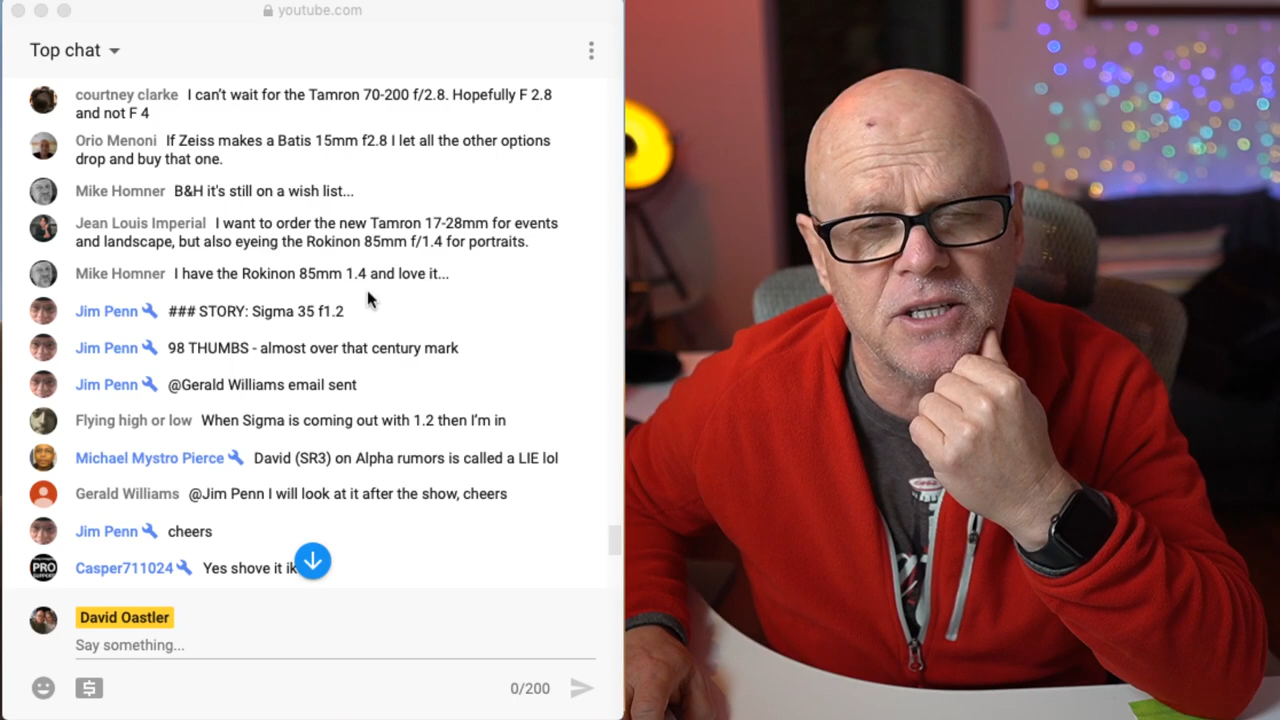 youtube.com
Top chat
courtney clarke I can't wait for the Tamron 70-200 f/2.8. Hopefully F 2.8
and not F 4
Orio Menoni If Zeiss makes a Batis 15mm f2.8 I let all the other options
drop and buy that one.
Mike Homner B&H it's still on a wish list...
Jean Louis Imperial I want to order the new Tamron 17-28mm for events
and landscape, but also eyeing the Rokinon 85mm f/1.4 for portraits.
Mike Homner I have the Rokinon 85mm 1.4 and love it...
Jim Penn ### STORY: Sigma 35 f1.2
Jim Penn 98 THUMBS - almost over that century mark
Jim Penn @Gerald Williams email sent
Flying high or low When Sigma is coming out with 1.2 then I'm in
Michael Mystro Pierce David (SR3) on Alpha rumors is called a LIE lol
Gerald Williams @Jim Penn I will look at it after the show, cheers
Jim Penn cheers
PRO Casper711024 Yes shove it
David Oastler
Say something...
$ 0/200